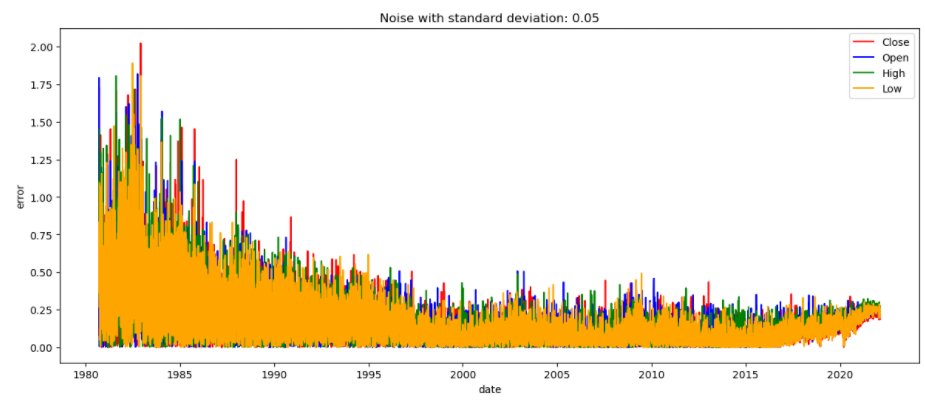 Noise with standard deviation: 0.05
2.00
1.75
1.50
1.25
1.00
0.75
0.50
0.25
0.00
error
Close
Open
High
Low
1980 1985 1990 1995 2000 2005 2010 2015 2020
date